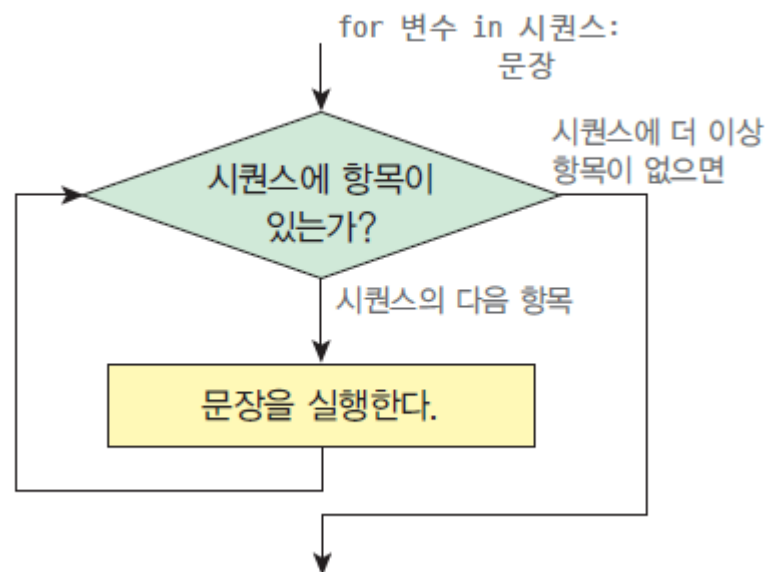 for 변수 in 시퀀스:
문장
시퀀스에 더 이상
항목이 없으면
시퀀스에 항목이
있는가?
시퀀스의 다음 항목
문장을 실행한다.